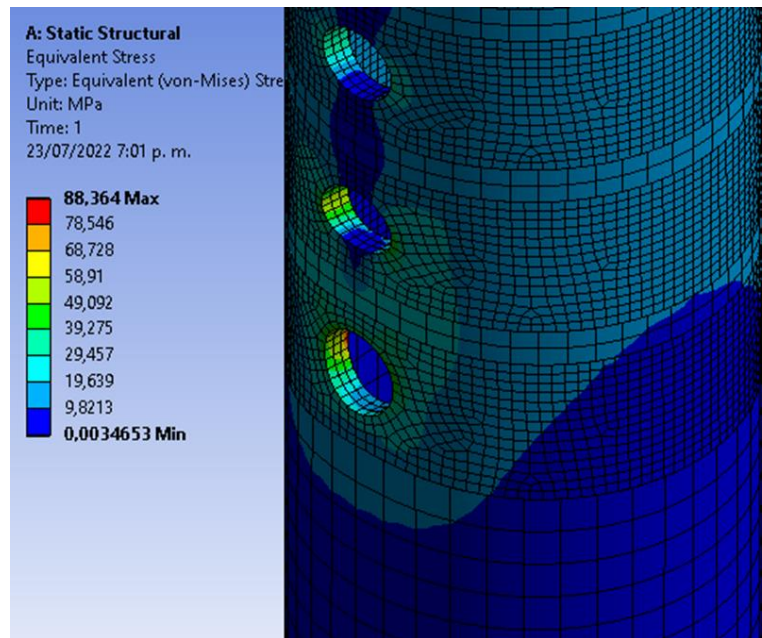 A: Static Structural
Equivalent Stress
Type: Equivalent (von-Mises) Stre
Unit: MPa
Time: 1
23/07/2022 7:01 p. m.
88,364 Max
78,546
68,728
58,91
49,092
39,275
29,457
19,639
9,8213
0,0034653 Min